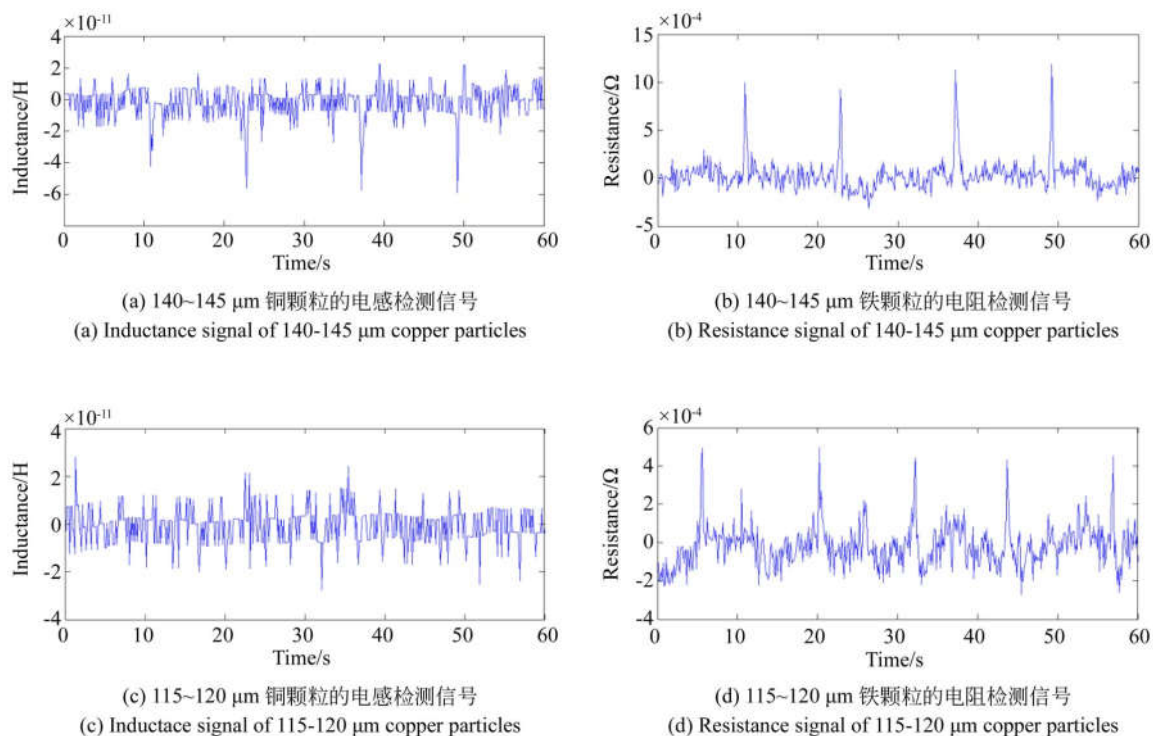 ×10⁻¹¹
4
2
0
-2
-4
-6
Inductance/H
0 10 20 30 40 50 60
Time/s
(a) 140~145 μm 铜颗粒的电感检测信号
(a) Inductance signal of 140-145 μm copper particles
×10⁻⁴
15
10
5
0
-5
Resistance/Ω
0 10 20 30 40 50 60
Time/s
(b) 140~145 μm 铁颗粒的电阻检测信号
(b) Resistance signal of 140-145 μm copper particles
×10⁻¹¹
4
2
0
-2
-4
Inductance/H
0 10 20 30 40 50 60
Time/s
(c) 115~120 μm 铜颗粒的电感检测信号
(c) Inductace signal of 115-120 μm copper particles
×10⁻⁴
6
4
2
0
-2
-4
Resistance/Ω
0 10 20 30 40 50 60
Time/s
(d) 115~120 μm 铁颗粒的电阻检测信号
(d) Resistance signal of 115-120 μm copper particles